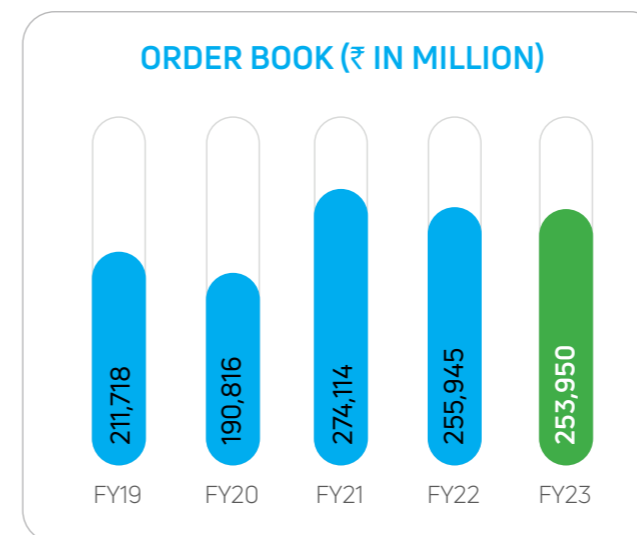 ORDER BOOK (₹ IN MILLION)
211,718
190,816
274,114
255,945
253,950
FY19
FY20
FY21
FY22
FY23